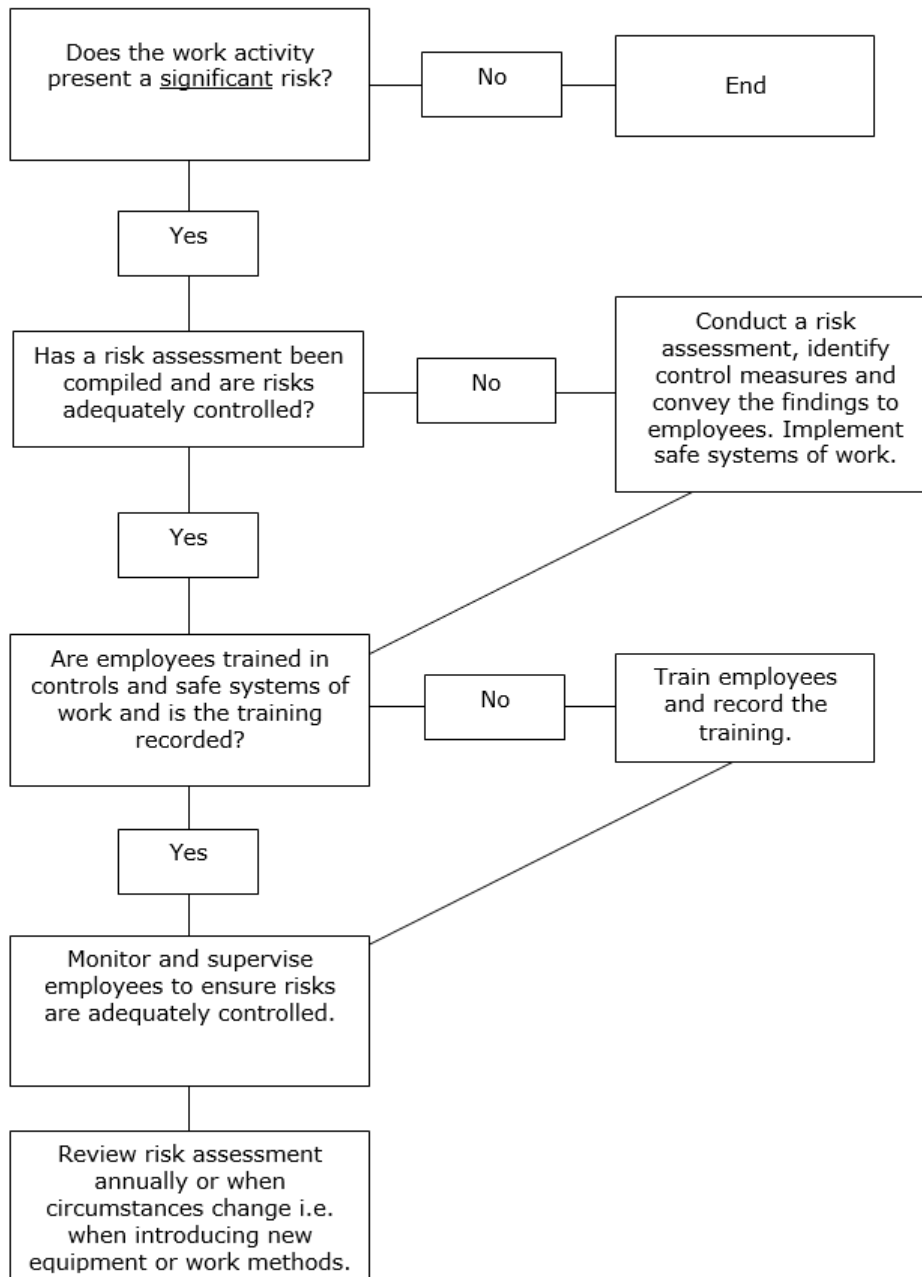 Does the work activity
present a significant risk?
No
End
Yes
Has a risk assessment been
compiled and are risks
adequately controlled?
No
Conduct a risk
assessment, identify
control measures and
convey the findings to
employees. Implement
safe systems of work.
Yes
Are employees trained in
controls and safe systems of
work and is the training
recorded?
No
Train employees
and record the
training.
Yes
Monitor and supervise
employees to ensure risks
are adequately controlled.
Review risk assessment
annually or when
circumstances change i.e.
when introducing new
equipment or work methods.